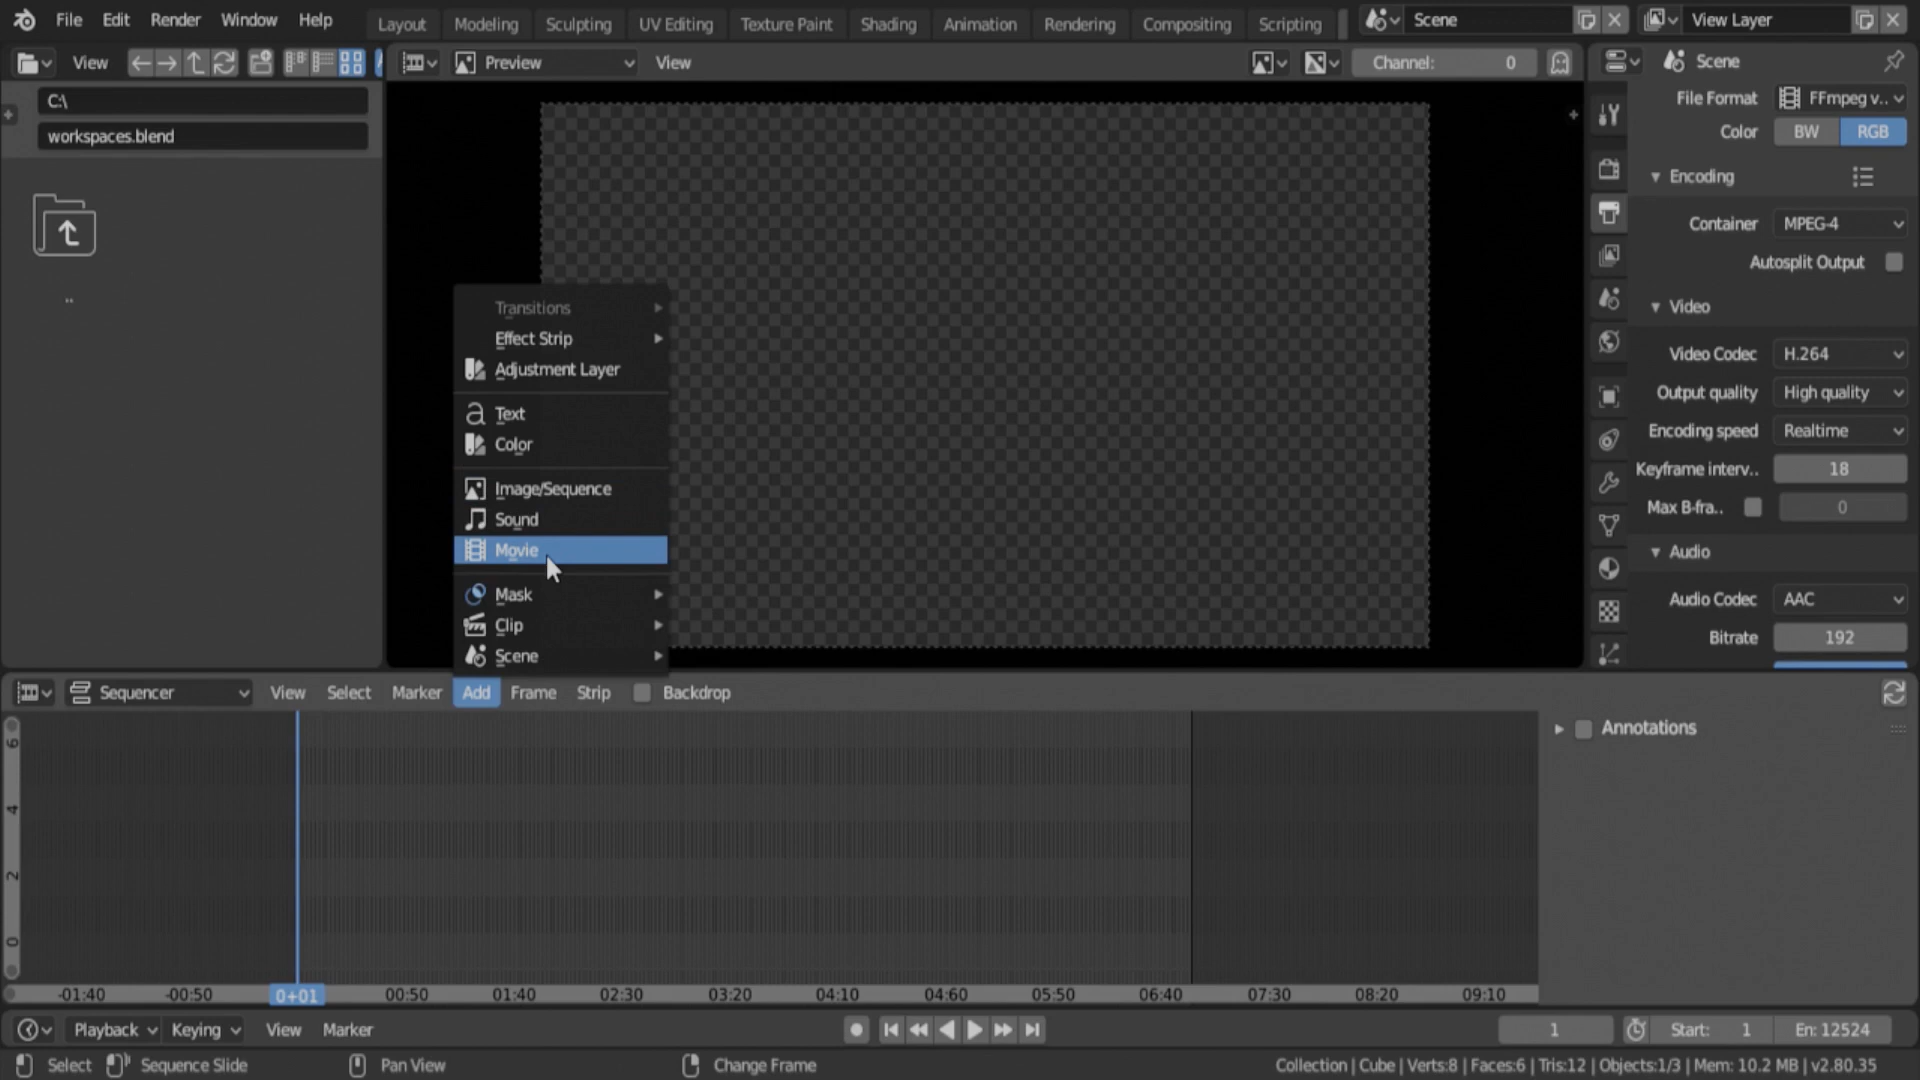 File Edit Render Window Help Layout Modeling Sculpting UV Editing Texture Paint Shading Animation Rendering Compositing Scripting Scene View Layer
View Preview View Channel: 0 Scene
C:\
workspaces.blend
..
File Format FFmpeg v..
Color BW RGB
Encoding
Container MPEG-4
Autosplit Output
Video
Video Codec H.264
Output quality High quality
Encoding speed Realtime
Keyframe interv.. 18
Max B-fra.. 0
Audio
Audio Codec AAC
Bitrate 192
Transitions
Effect Strip
Adjustment Layer
Text
Color
Image/Sequence
Sound
Movie
Mask
Clip
Scene
Sequencer View Select Marker Add Frame Strip Backdrop
Annotations
6
4
2
0
-01:40 -00:50 0+01 00:50 01:40 02:30 03:20 04:10 04:60 05:50 06:40 07:30 08:20 09:10
Playback Keying View Marker 1 Start: 1 En: 12524
Select Sequence Slide Pan View Change Frame Collection | Cube | Verts:8 | Faces:6 | Tris:12 | Objects:1/3 | Mem: 10.2 MB | v2.80.35